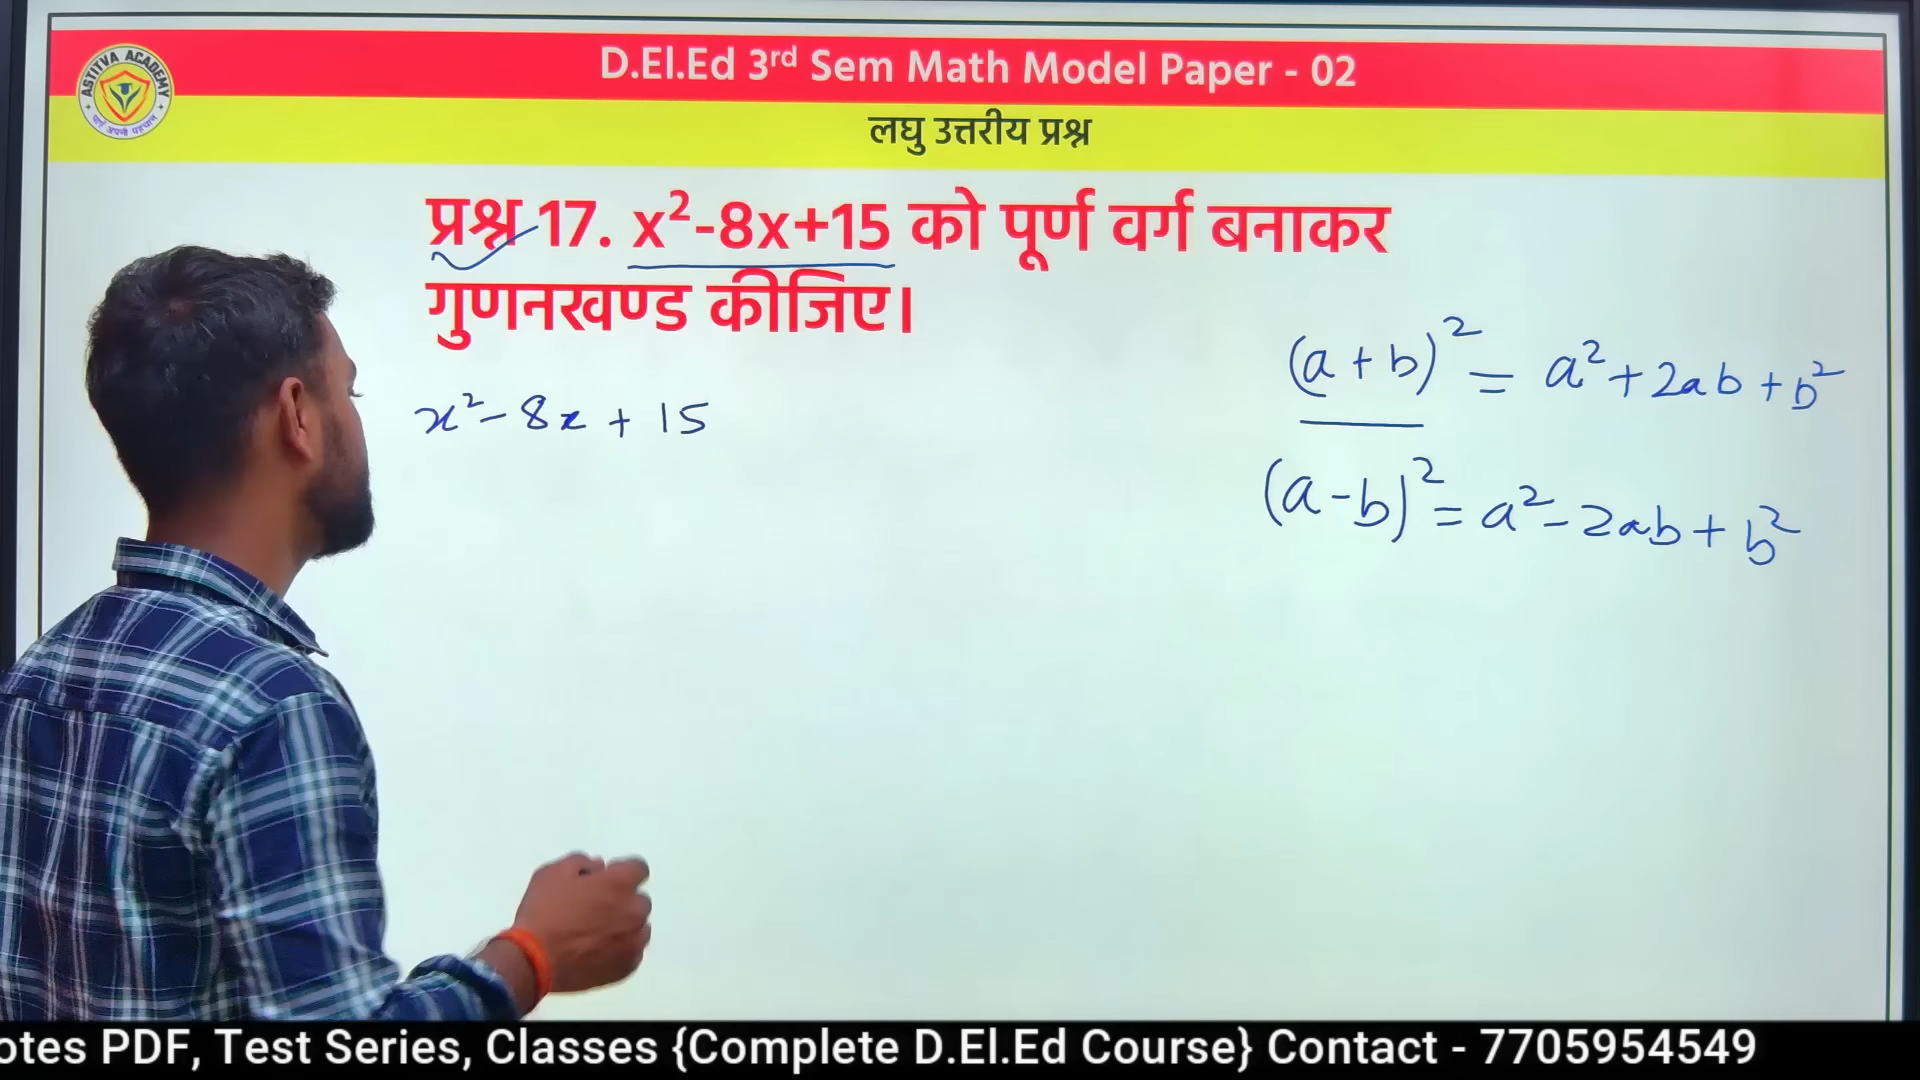 D.El.Ed 3rd Sem Math Model Paper - 02
ASTITVA ACADEMY
लघु उत्तरीय प्रश्न
प्रश्न 17. x²-8x+15 को पूर्ण वर्ग बनाकर
गुणनखण्ड कीजिए।
(a + b)² = a² + 2ab + b²
x² - 8x + 15
(a - b)² = a² - 2ab + b²
otes PDF, Test Series, Classes {Complete D.El.Ed Course} Contact - 7705954549